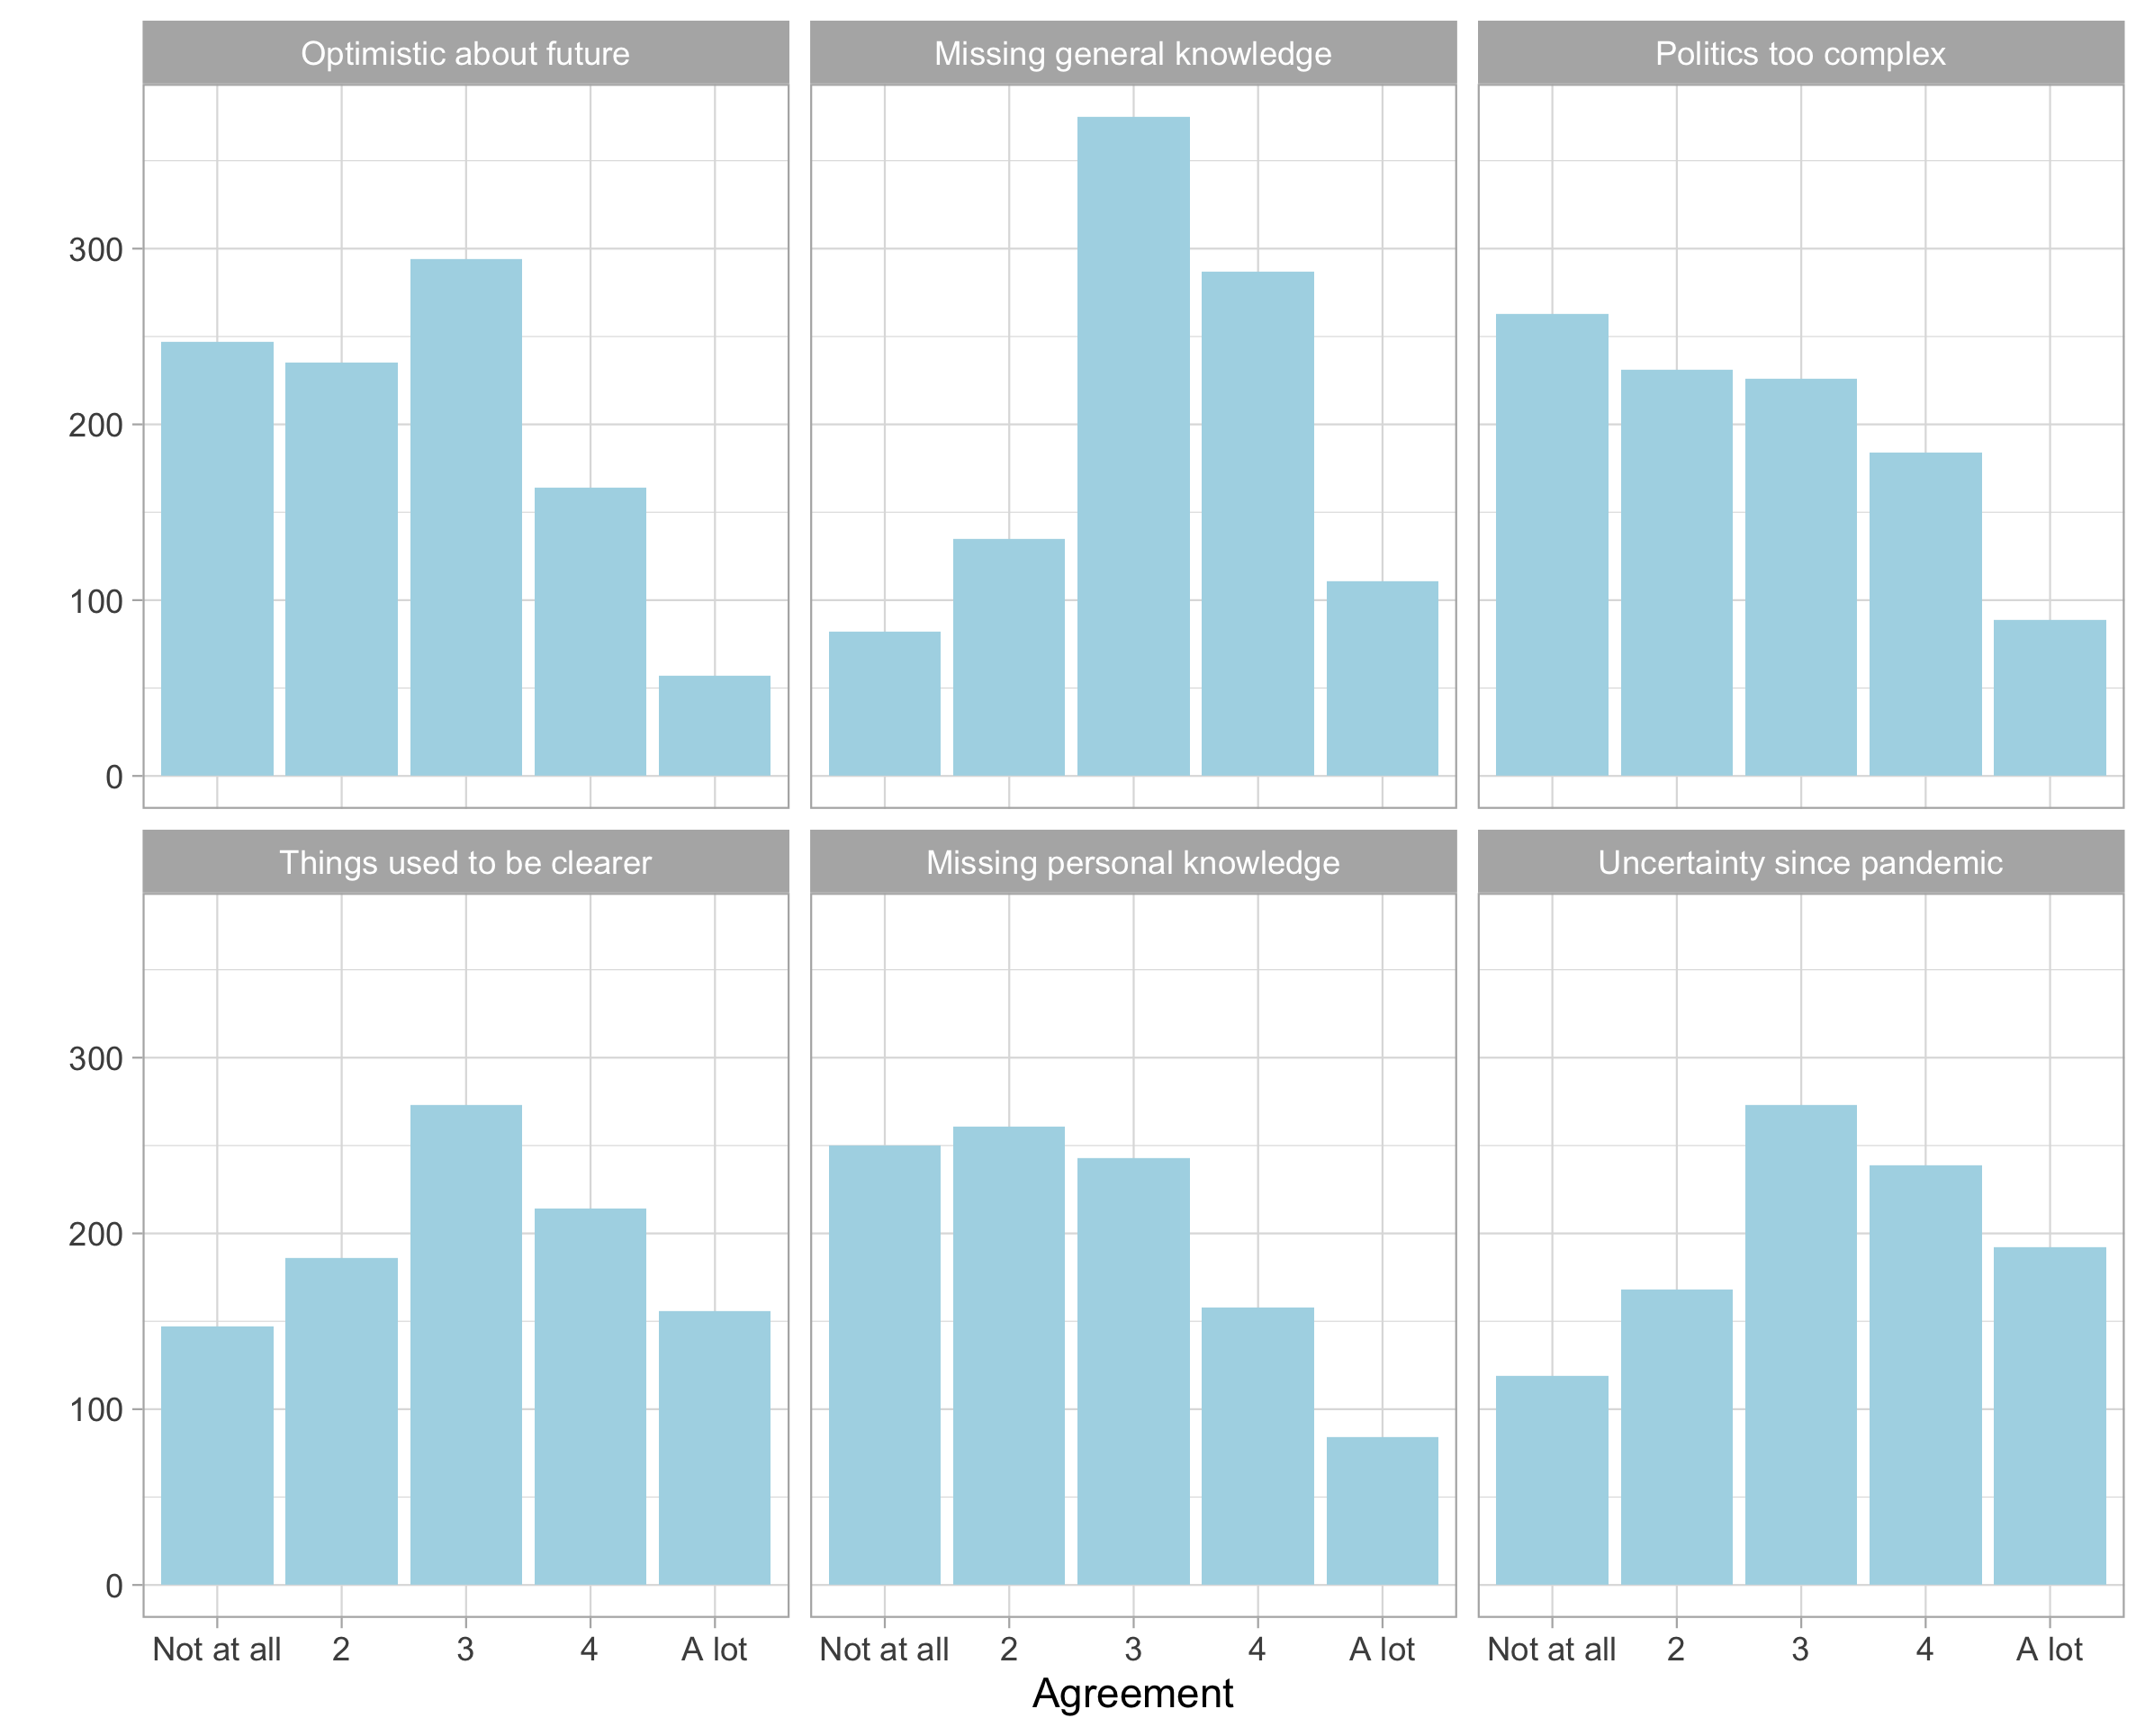 Optimistic about future
Missing general knowledge
Politics too complex
300
200
100
0
Things used to be clearer
Missing personal knowledge
Uncertainty since pandemic
300
200
100
0
Not at all 2 3 4 A lot
Not at all 2 3 4 A lot
Not at all 2 3 4 A lot
Agreement